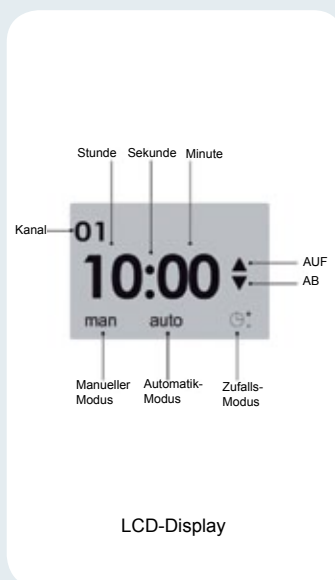 Stunde Sekunde Minute
Kanal
01
AUF
10:00
AB
man auto
Manueller Modus
Automatik-Modus
Zufalls-Modus
LCD-Display